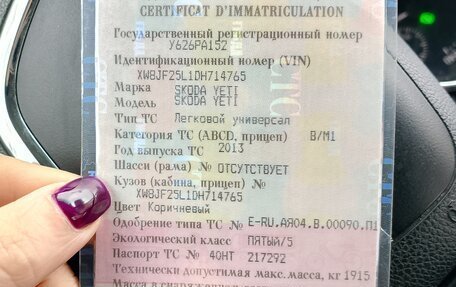 CERTIFICAT D'IMMATRICULATION
Государственный регистрационный номер
У626РА152
Идентификационный номер (VIN)
XW8JF25L1DH714765
Марка SKODA YETI
Модель SKODA YETI
Тип ТС Легковой универсал
Категория ТС (ABCD, прицеп) B/M1
Год выпуска ТС 2013
Шасси (рама) № ОТСУТСТВУЕТ
Кузов (кабина, прицеп) №
XW8JF25L1DH714765
Цвет Коричневый
Одобрение типа ТС № E-RU.АЯ04.В.00090.П1
Экологический класс ПЯТЫЙ/5
Паспорт ТС № 40НТ 217292
Технически допустимая макс. масса, кг 1915
Масса в снаряженном